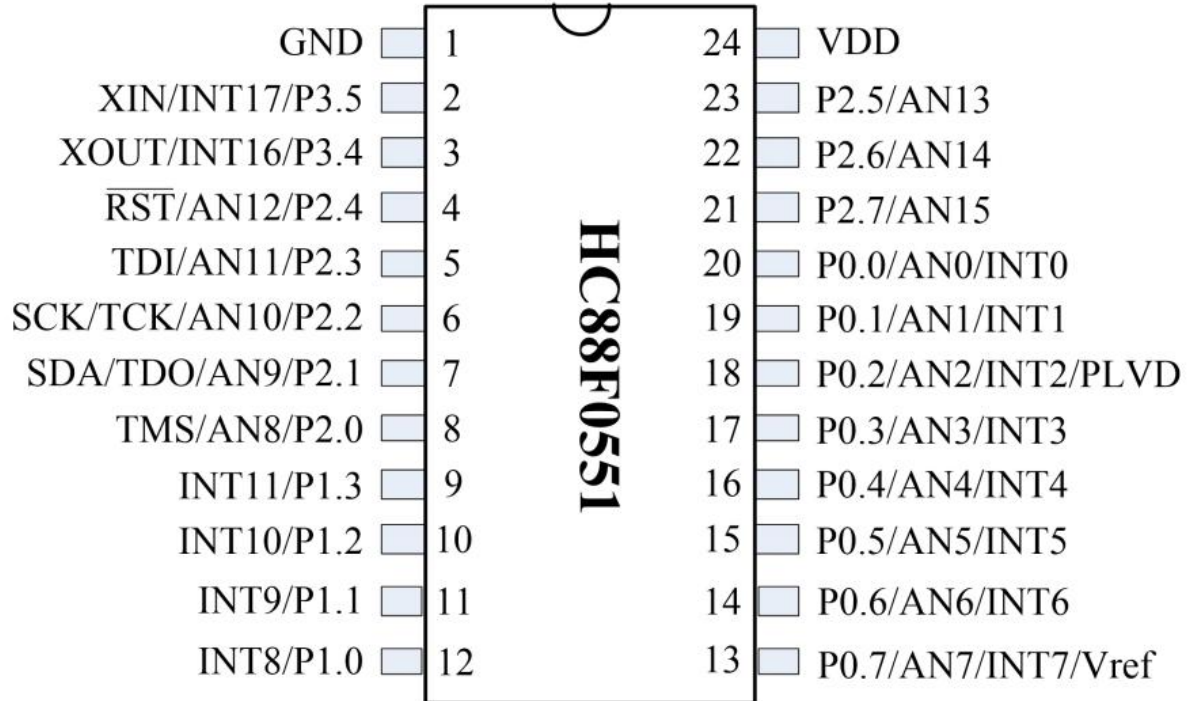 GND 1 24 VDD
XIN/INT17/P3.5 2 23 P2.5/AN13
XOUT/INT16/P3.4 3 22 P2.6/AN14
R̅S̅T̅/AN12/P2.4 4 21 P2.7/AN15
TDI/AN11/P2.3 5 20 P0.0/AN0/INT0
SCK/TCK/AN10/P2.2 6 19 P0.1/AN1/INT1
SDA/TDO/AN9/P2.1 7 18 P0.2/AN2/INT2/PLVD
TMS/AN8/P2.0 8 17 P0.3/AN3/INT3
INT11/P1.3 9 16 P0.4/AN4/INT4
INT10/P1.2 10 15 P0.5/AN5/INT5
INT9/P1.1 11 14 P0.6/AN6/INT6
INT8/P1.0 12 13 P0.7/AN7/INT7/Vref
HC88F0551